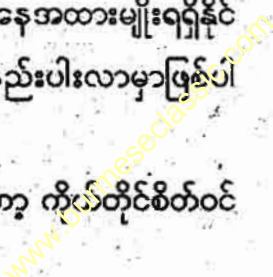 နေအထားမျိုးရရှိနိုင်
ည်းပါးလာမှာဖြစ်ပါ
ာ့ ကိုယ်တိုင်စိတ်ဝင်
www.burmeseclassic.com